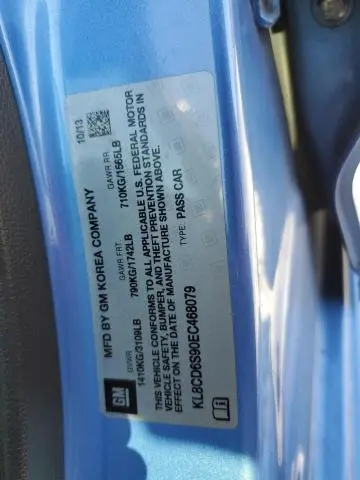 MFD BY GM KOREA COMPANY 10/13
GVWR GAWR FRT GAWR RR
1410KG/3109LB 790KG/1742LB 710KG/1565LB
THIS VEHICLE CONFORMS TO ALL APPLICABLE U.S. FEDERAL MOTOR
VEHICLE SAFETY, BUMPER, AND THEFT PREVENTION STANDARDS IN
EFFECT ON THE DATE OF MANUFACTURE SHOWN ABOVE.
TYPE: PASS CAR
KL8CD6S90EC468079
GM